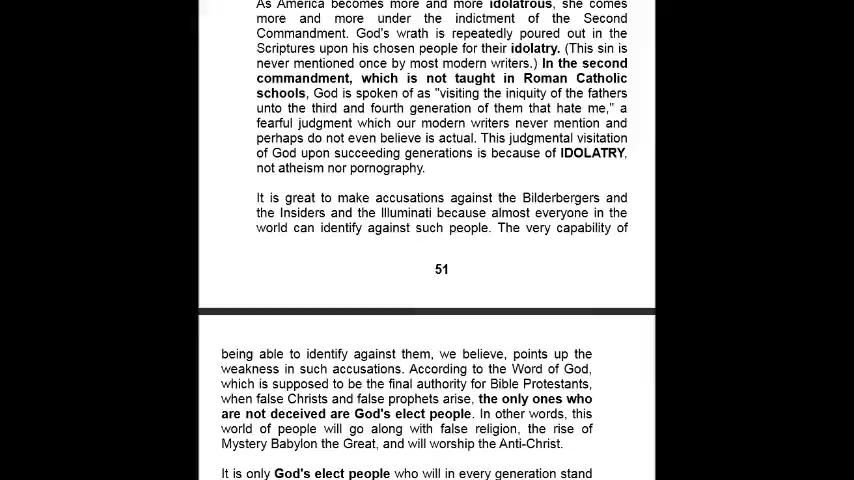 As America becomes more and more idolatrous, she comes
more and more under the indictment of the Second
Commandment. God's wrath is repeatedly poured out in the
Scriptures upon his chosen people for their idolatry. (This sin is
never mentioned once by most modern writers.) In the second
commandment, which is not taught in Roman Catholic
schools, God is spoken of as "visiting the iniquity of the fathers
unto the third and fourth generation of them that hate me," a
fearful judgment which our modern writers never mention and
perhaps do not even believe is actual. This judgmental visitation
of God upon succeeding generations is because of IDOLATRY,
not atheism nor pornography.
It is great to make accusations against the Bilderbergers and
the Insiders and the Illuminati because almost everyone in the
world can identify against such people. The very capability of
51
being able to identify against them, we believe, points up the
weakness in such accusations. According to the Word of God,
which is supposed to be the final authority for Bible Protestants,
when false Christs and false prophets arise, the only ones who
are not deceived are God's elect people. In other words, this
world of people will go along with false religion, the rise of
Mystery Babylon the Great, and will worship the Anti-Christ.
It is only God's elect people who will in every generation stand